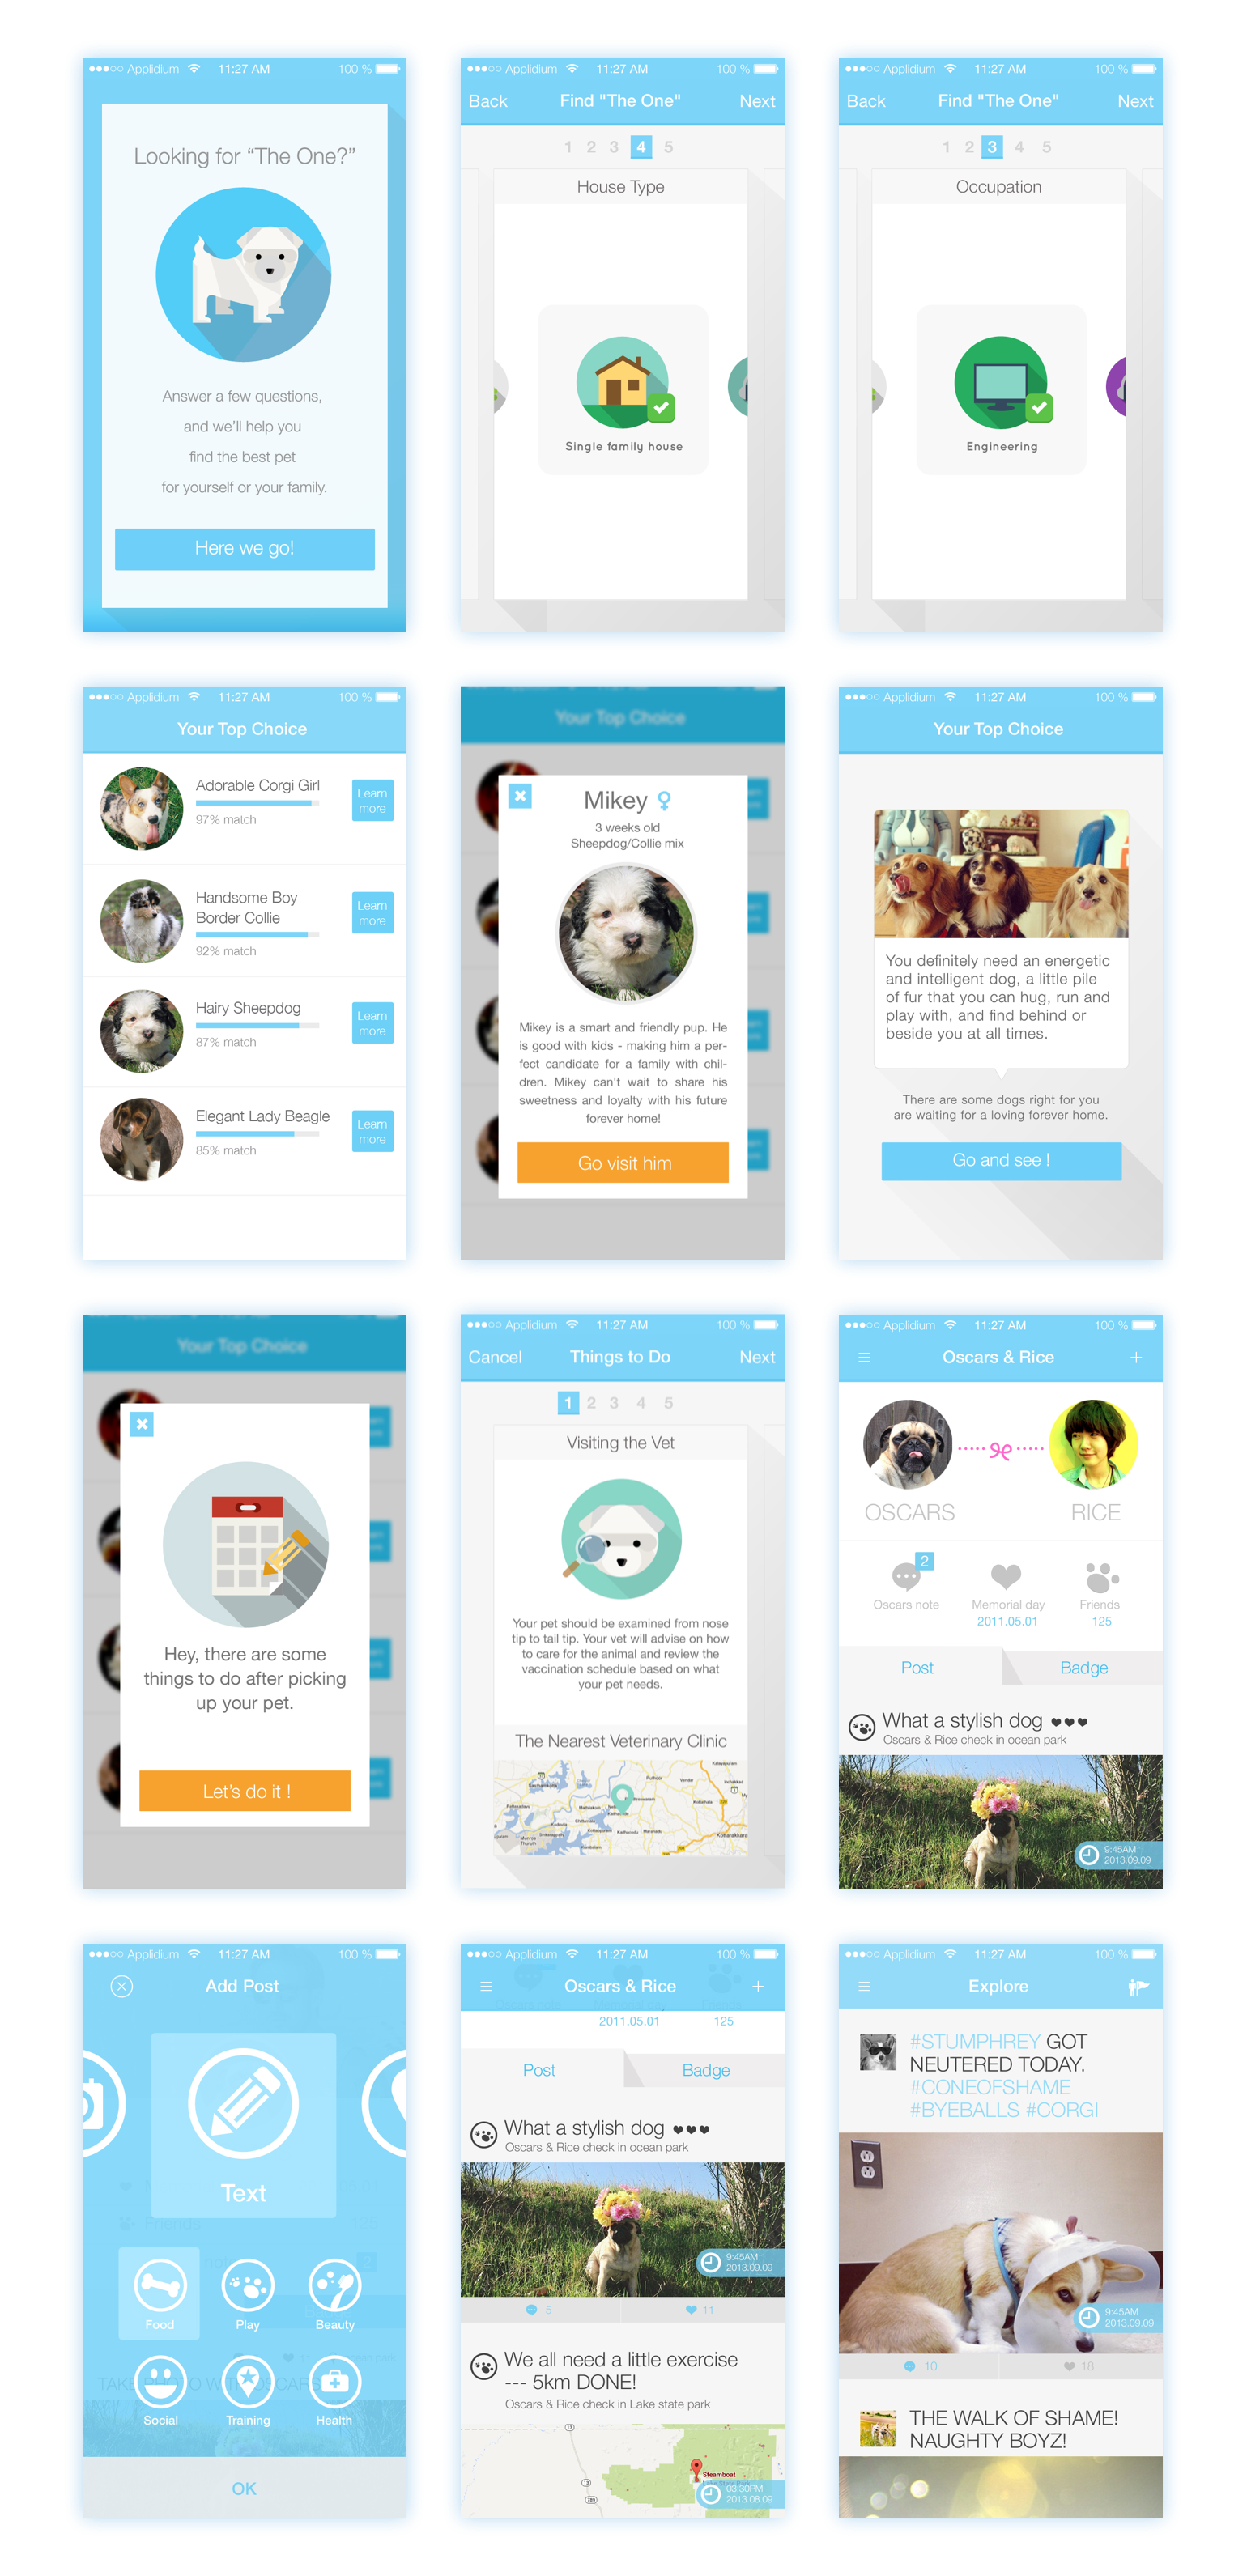 Applidium 11:27 AM 100 %
Looking for “The One?”
Answer a few questions,
and we’ll help you
find the best pet
for yourself or your family.
Here we go!
Applidium 11:27 AM 100 %
Back Find "The One" Next
1 2 3 4 5
House Type
Single family house
Applidium 11:27 AM 100 %
Back Find "The One" Next
1 2 3 4 5
Occupation
Engineering
Applidium 11:27 AM 100 %
Your Top Choice
Adorable Corgi Girl
97% match
Learn
more
Handsome Boy
Border Collie
92% match
Learn
more
Hairy Sheepdog
87% match
Learn
more
Elegant Lady Beagle
85% match
Learn
more
Your Top Choice
Mikey
3 weeks old
Sheepdog/Collie mix
Mikey is a smart and friendly pup. He
is good with kids - making him a per-
fect candidate for a family with chil-
dren. Mikey can't wait to share his
sweetness and loyalty with his future
forever home!
Go visit him
Applidium 11:27 AM 100 %
Your Top Choice
You definitely need an energetic
and intelligent dog, a little pile
of fur that you can hug, run and
play with, and find behind or
beside you at all times.
There are some dogs right for you
are waiting for a loving forever home.
Go and see !
Your Top Choice
Hey, there are some
things to do after picking
up your pet.
Let’s do it !
Applidium 11:27 AM 100 %
Cancel Things to Do Next
1 2 3 4 5
Visiting the Vet
Your pet should be examined from nose
tip to tail tip. Your vet will advise on how
to care for the animal and review the
vaccination schedule based on what
your pet needs.
The Nearest Veterinary Clinic
Applidium 11:27 AM 100 %
Oscars & Rice +
OSCARS RICE
2
Oscars note Memorial day Friends
2011.05.01 125
Post Badge
What a stylish dog
Oscars & Rice check in ocean park
9:45AM
2013.09.09
Applidium 11:27 AM 100 %
Add Post
Text
Food Play Beauty
Social Training Health
OK
Applidium 11:27 AM 100 %
Oscars & Rice +
2011.05.01 125
Post Badge
What a stylish dog
Oscars & Rice check in ocean park
9:45AM
2013.09.09
5 11
We all need a little exercise
--- 5km DONE!
Oscars & Rice check in Lake state park
Steamboat
03:30PM
2013.08.09
Applidium 11:27 AM 100 %
Explore
#STUMPHREY GOT
NEUTERED TODAY.
#CONEOFSHAME
#BYEBALLS #CORGI
9:45AM
2013.09.09
10 18
THE WALK OF SHAME!
NAUGHTY BOYZ!